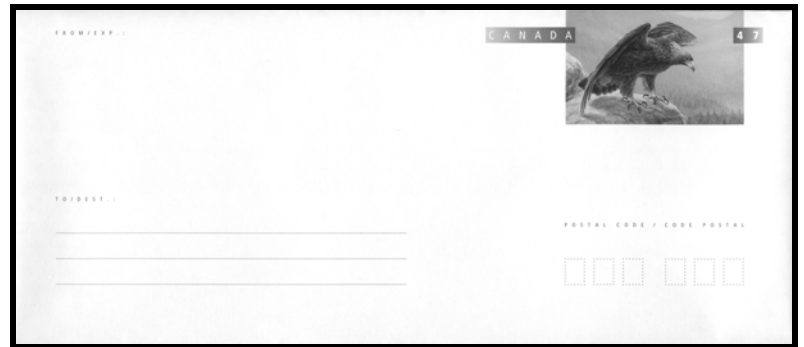 FROM/EXP.:
CANADA 47
TO/DEST.:
POSTAL CODE / CODE POSTAL